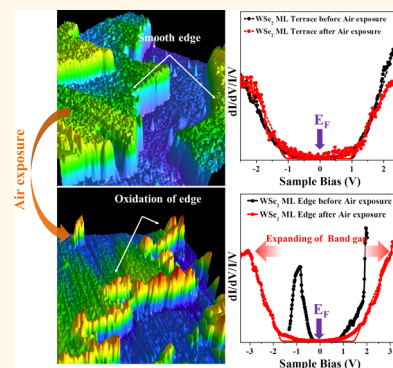 Smooth edge
Air exposure
Oxidation of edge
WSe₂ ML Terrace before Air exposure
WSe₂ ML Terrace after Air exposure
dI/dV/I/V
E_F
-2 -1 0 1 2
Sample Bias (V)
WSe₂ ML Edge before Air exposure
WSe₂ ML Edge after Air exposure
Expanding of Band gap
dI/dV/I/V
E_F
-3 -2 -1 0 1 2 3
Sample Bias (V)